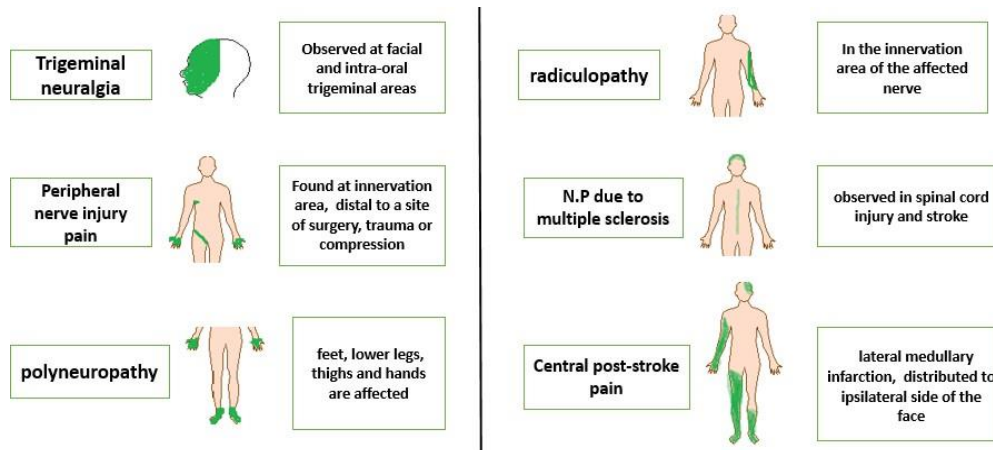 Trigeminal
neuralgia
Observed at facial
and intra-oral
trigeminal areas
Peripheral
nerve injury
pain
Found at innervation
area, distal to a site
of surgery, trauma or
compression
polyneuropathy
feet, lower legs,
thighs and hands
are affected
radiculopathy
In the innervation
area of the affected
nerve
N.P due to
multiple sclerosis
observed in spinal cord
injury and stroke
Central post-stroke
pain
lateral medullary
infarction, distributed to
ipsilateral side of the
face